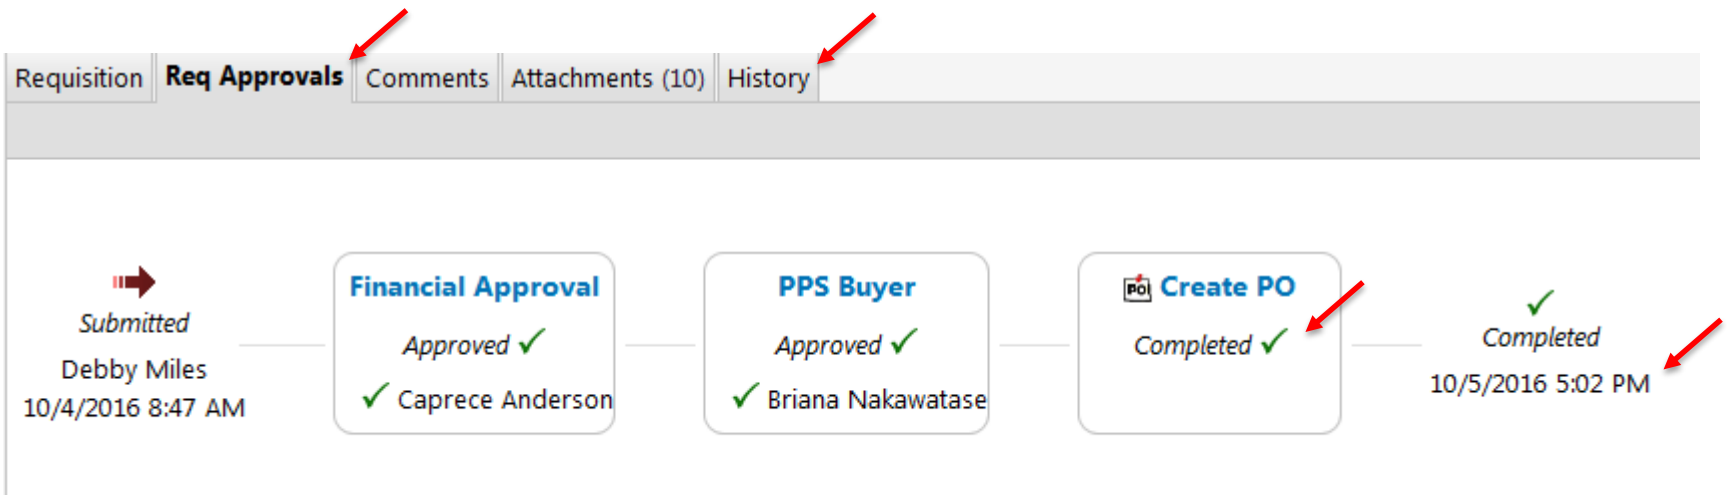 Requisition
Req Approvals
Comments
Attachments (10)
History
Submitted
Debby Miles
10/4/2016 8:47 AM
Financial Approval
Approved
Caprece Anderson
PPS Buyer
Approved
Briana Nakawatase
PO
Create PO
Completed
Completed
10/5/2016 5:02 PM